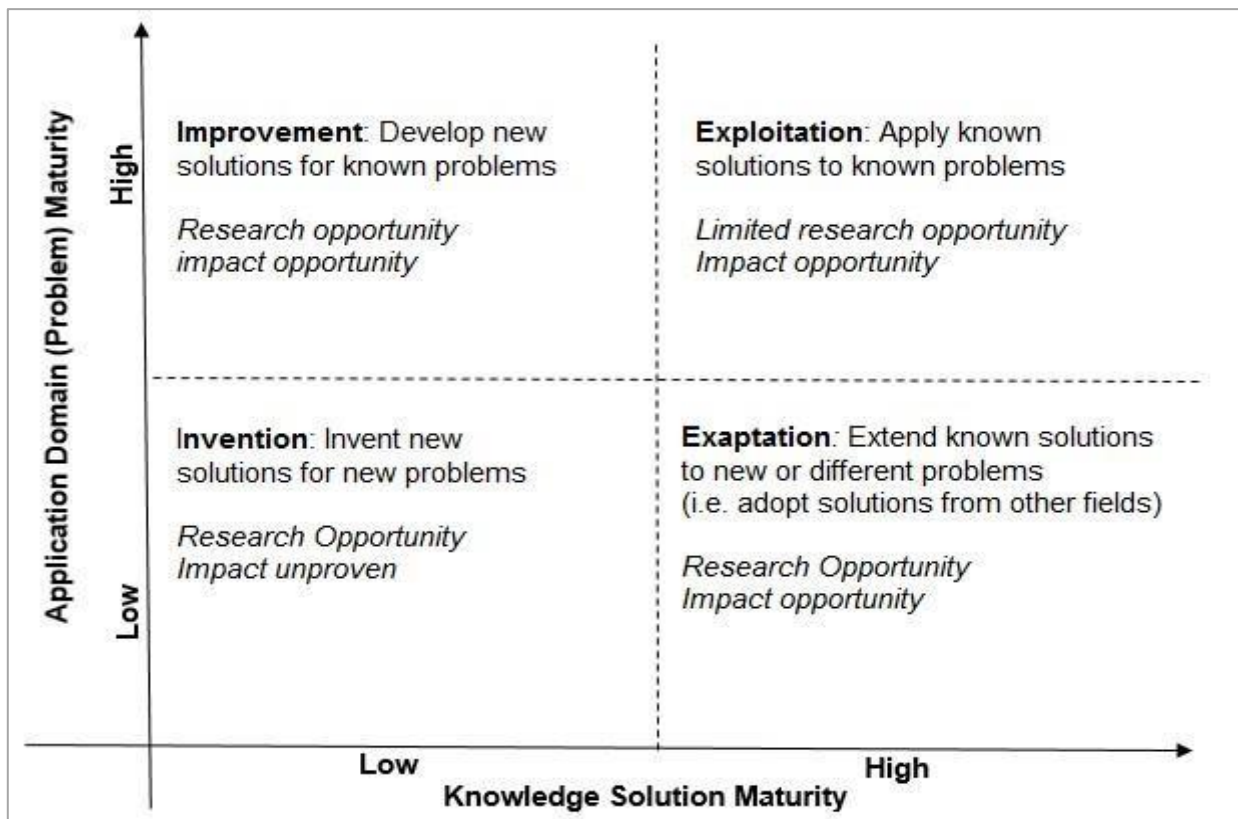 Application Domain (Problem) Maturity
High
Low
Improvement: Develop new
solutions for known problems
Research opportunity
impact opportunity
Exploitation: Apply known
solutions to known problems
Limited research opportunity
Impact opportunity
Invention: Invent new
solutions for new problems
Research Opportunity
Impact unproven
Exaptation: Extend known solutions
to new or different problems
(i.e. adopt solutions from other fields)
Research Opportunity
Impact opportunity
Low
High
Knowledge Solution Maturity